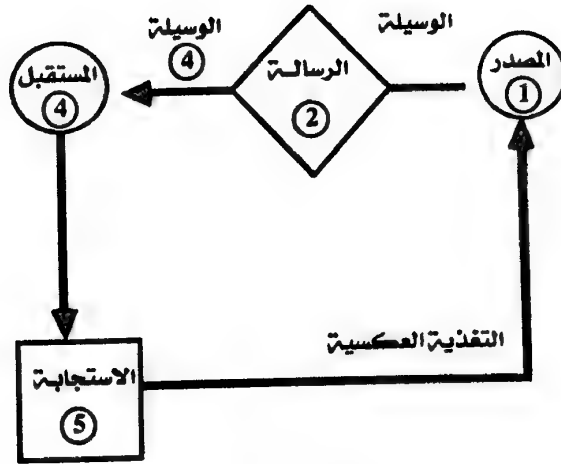 المصدر
1
الوسيلة
الرسالة
2
الوسيلة
4
المستقبل
4
الاستجابة
5
التغذية العكسية